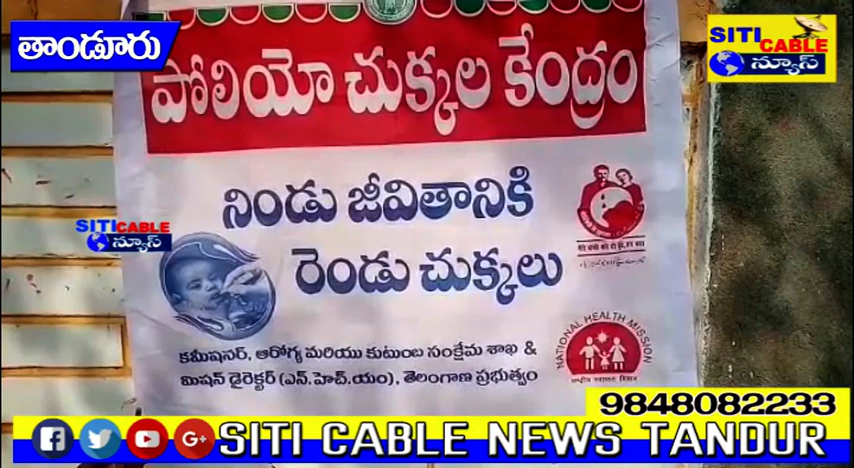 తాండూరు
SITI
CABLE
న్యూస్
పోలియో చుక్కల కేంద్రం
నిండు జీవితానికి
రెండు చుక్కలు
SITI CABLE
న్యూస్
NATIONAL HEALTH MISSION
కమీషనర్, ఆరోగ్య మరియు కుటుంబ సంక్షేమ శాఖ &
మిషన్ డైరెక్టర్ (ఎన్.హెచ్.యం), తెలంగాణ ప్రభుత్వం
9848082233
SITI CABLE NEWS TANDUR